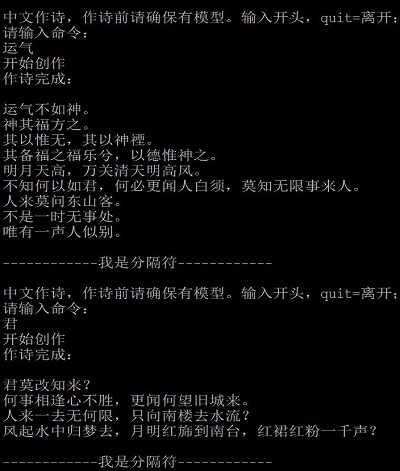 中文作诗，作诗前请确保有模型。输入开头，quit=离开；
请输入命令：
运气
开始创作
作诗完成：
运气不如神。
神其福方之。
其以惟无，其以神禋。
其备福之福乐兮，以德惟神之。
明月天高，万关清天明高风。
不知何以如君，何必更闻人白须，莫知无限事来人。
人来莫问东山客。
不是一时无事处。
唯有一声人似别。
------------我是分隔符------------
中文作诗，作诗前请确保有模型。输入开头，quit=离开；
请输入命令：
君
开始创作
作诗完成：
君莫改知来？
何事相逢心不胜，更闻何望旧城来。
人来一去无何限，只向南楼去水流？
风起水中归梦去，月明红旆到南台，红裙红粉一千声？
------------我是分隔符------------